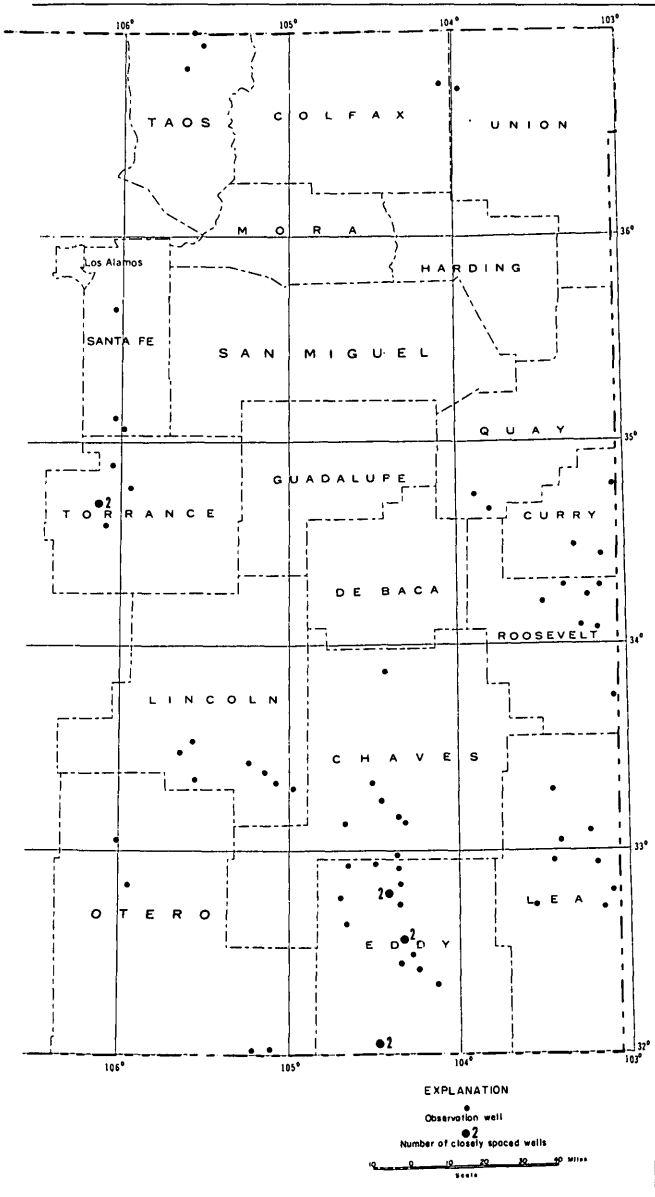 106° 105° 104° 103°
TAOS COLFAX UNION
MORA 36°
Los Alamos HARDING
SANTA FE SAN MIGUEL
QUAY 35°
GUADALUPE
2
TORRANCE CURRY
DE BACA
ROOSEVELT
34°
LINCOLN
CHAVES
33°
2 LEA
OTERO
2
EDDY
2 32°
106° 105° 104° 103°
EXPLANATION
Observation well
2
Number of closely spaced wells
10 0 10 20 30 40 Miles
Scale